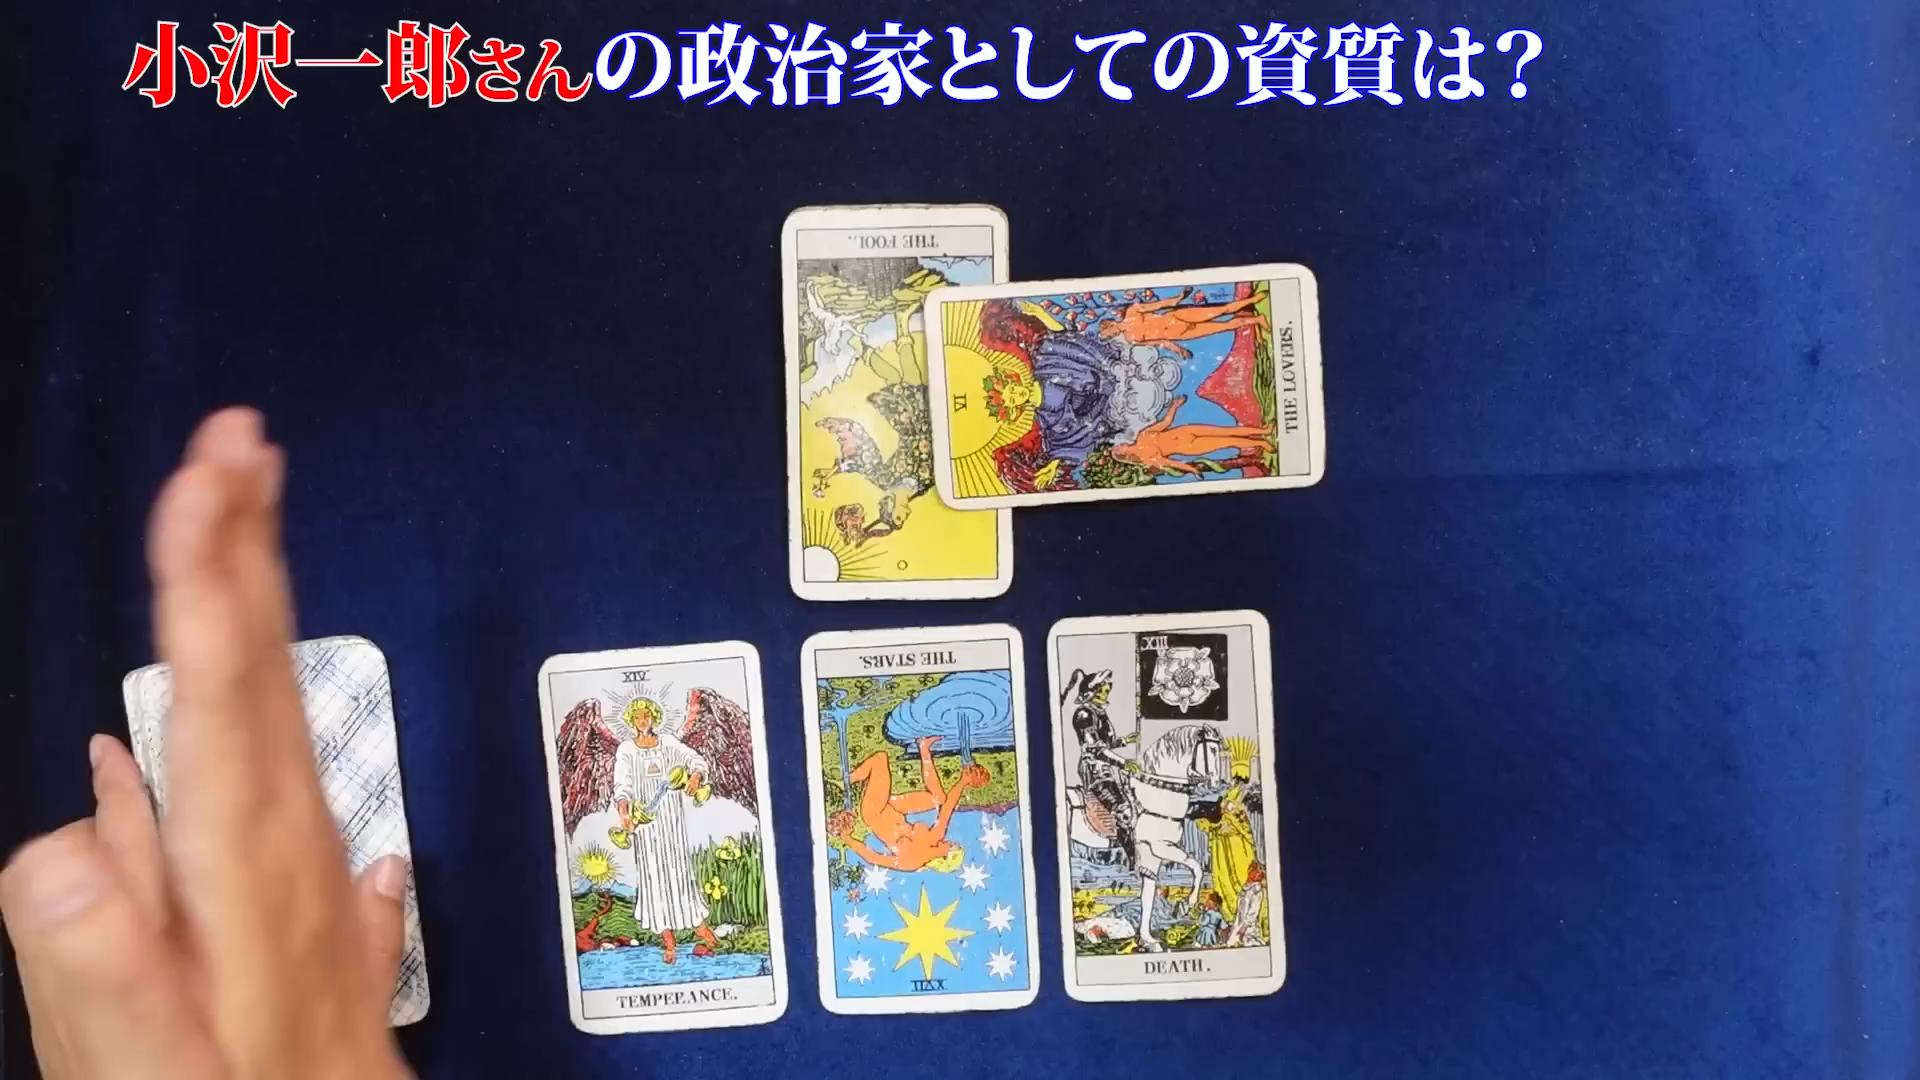 小沢一郎さんの政治家としての資質は？
THE FOOL.
VI
THE LOVERS.
XIV
TEMPERANCE.
THE STARS.
XVII
XIII
DEATH.